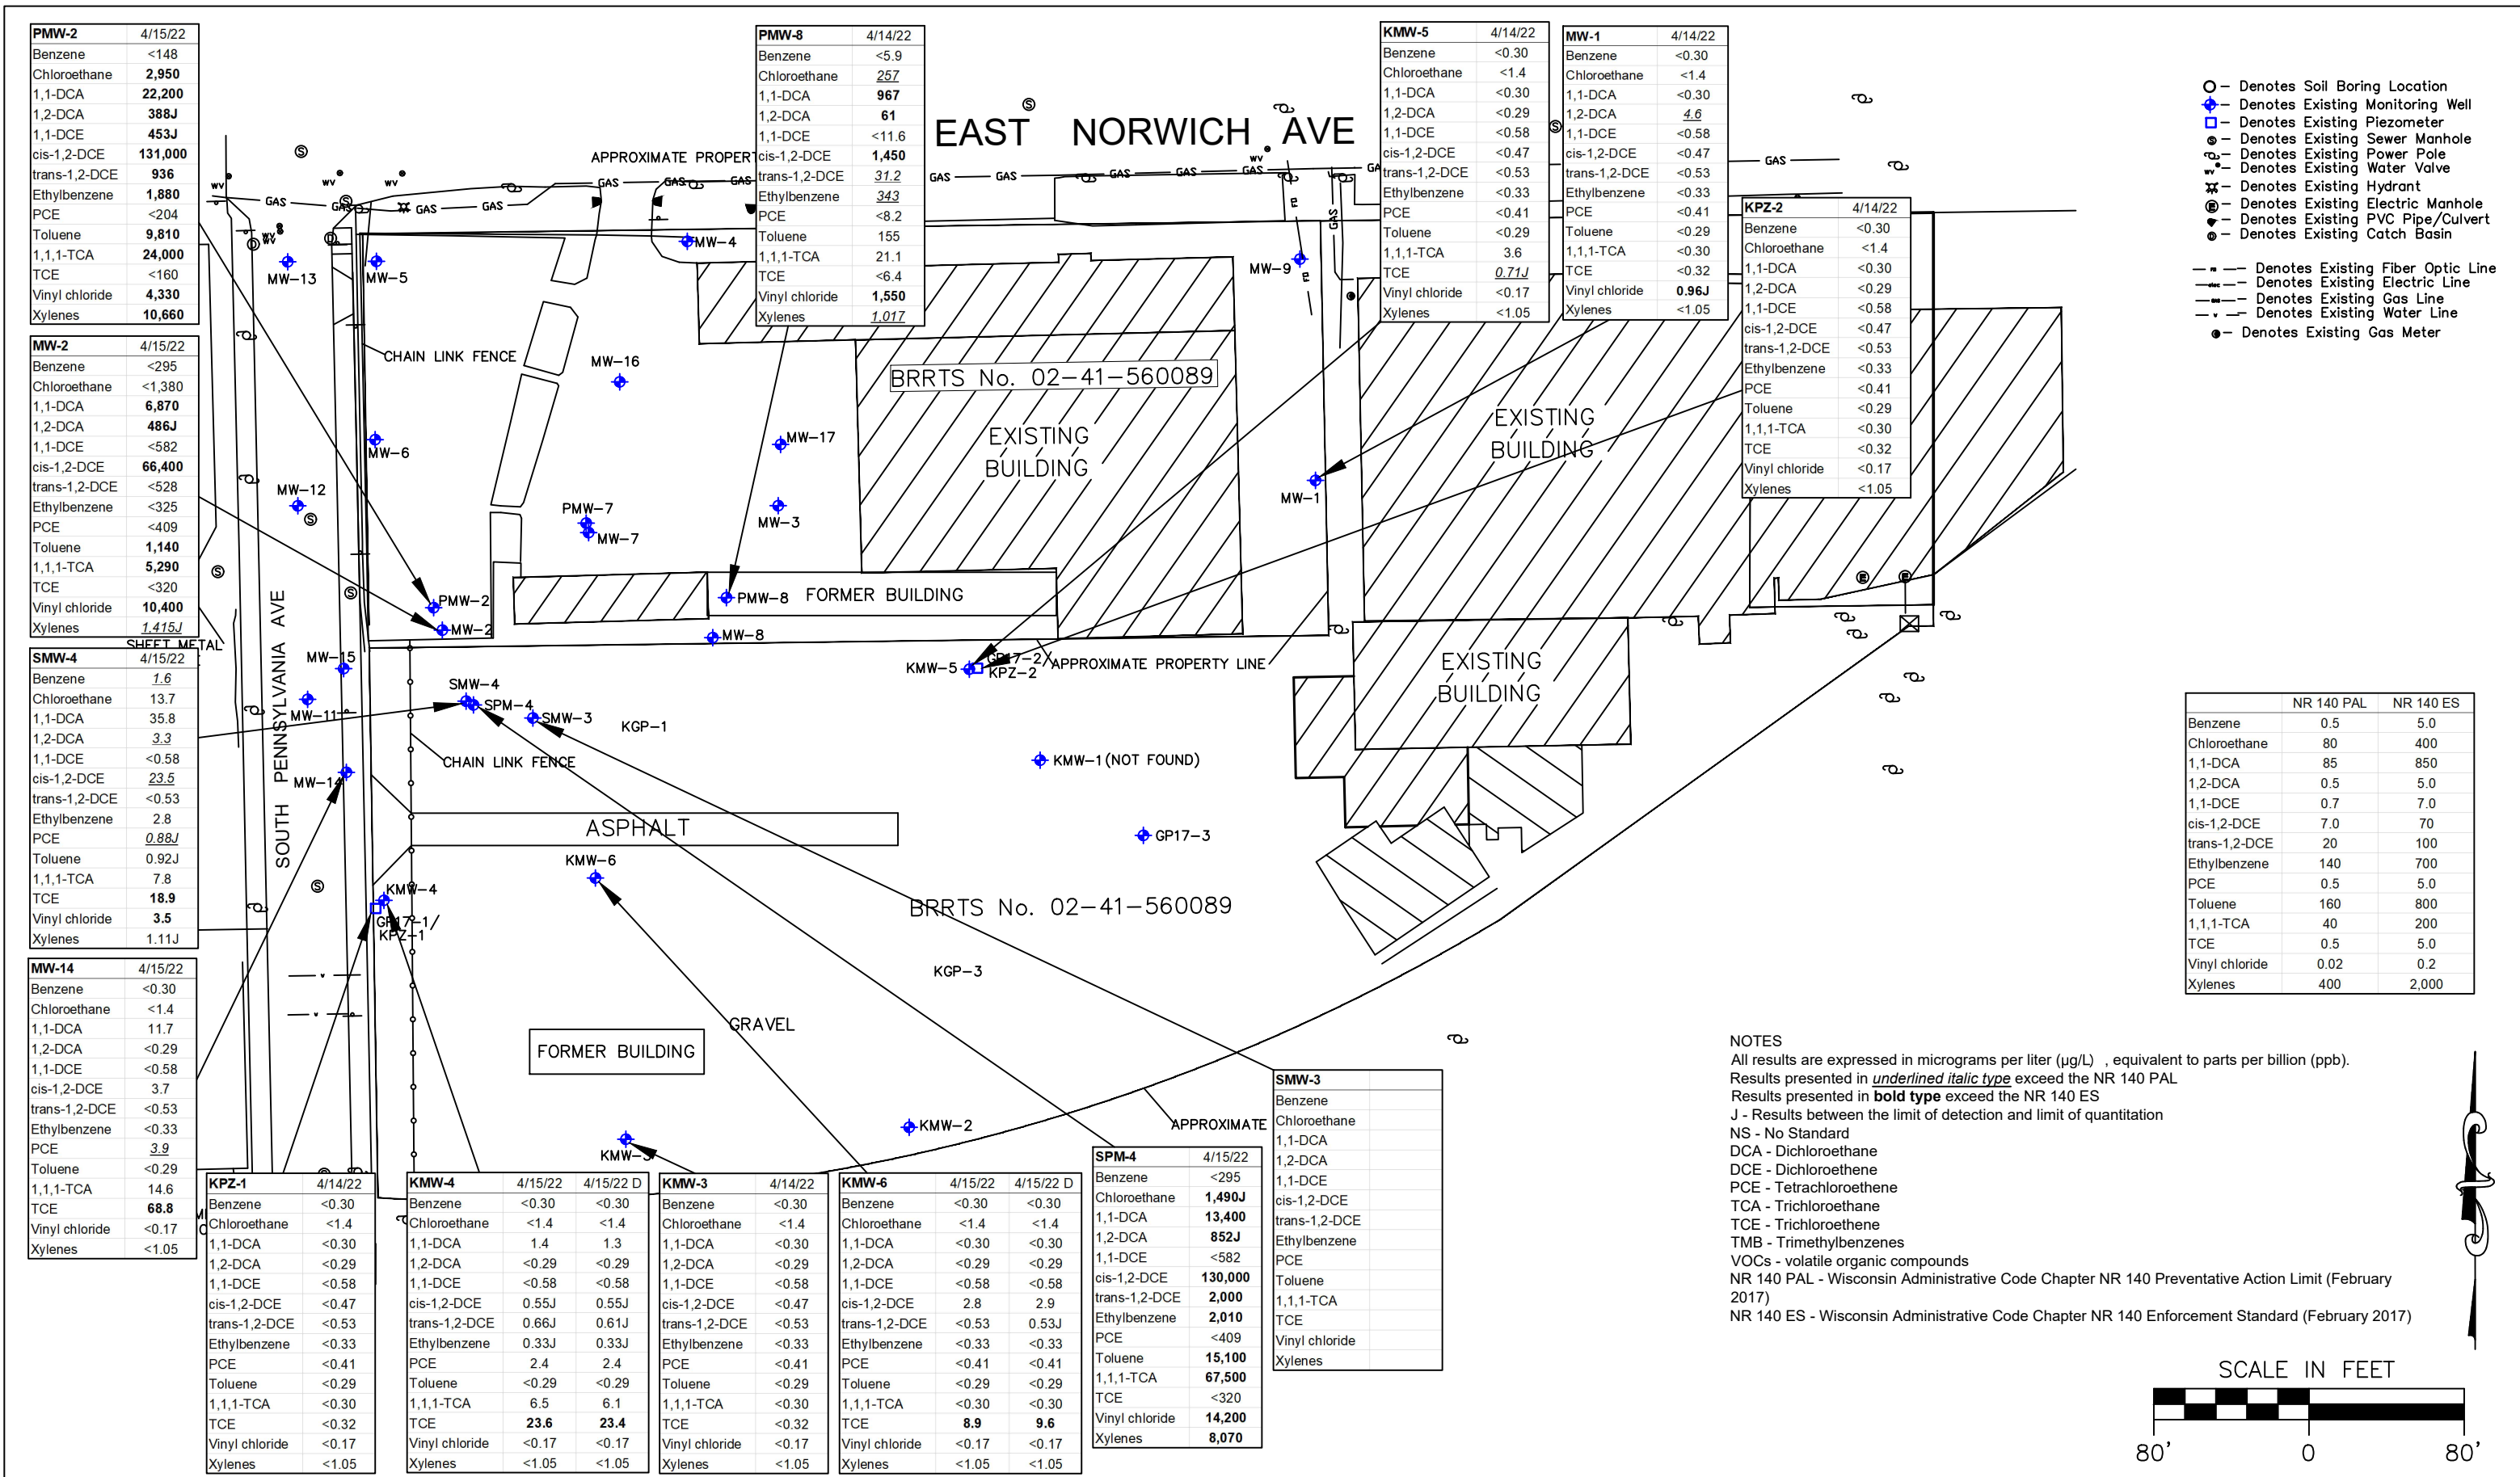 PMW-2 4/15/22
Benzene <148
Chloroethane 2,950
1,1-DCA 22,200
1,2-DCA 388J
1,1-DCE 453J
cis-1,2-DCE 131,000
trans-1,2-DCE 936
Ethylbenzene 1,880
PCE <204
Toluene 9,810
1,1,1-TCA 24,000
TCE <160
Vinyl chloride 4,330
Xylenes 10,660
MW-2 4/15/22
Benzene <295
Chloroethane <1,380
1,1-DCA 6,870
1,2-DCA 486J
1,1-DCE <582
cis-1,2-DCE 66,400
trans-1,2-DCE <528
Ethylbenzene <325
PCE <409
Toluene 1,140
1,1,1-TCA 5,290
TCE <320
Vinyl chloride 10,400
Xylenes 1,415J
SHEET METAL
SMW-4 4/15/22
Benzene 1.6
Chloroethane 13.7
1,1-DCA 35.8
1,2-DCA 3.3
1,1-DCE <0.58
cis-1,2-DCE 23.5
trans-1,2-DCE <0.53
Ethylbenzene 2.8
PCE 0.88J
Toluene 0.92J
1,1,1-TCA 7.8
TCE 18.9
Vinyl chloride 3.5
Xylenes 1.11J
MW-14 4/15/22
Benzene <0.30
Chloroethane <1.4
1,1-DCA 11.7
1,2-DCA <0.29
1,1-DCE <0.58
cis-1,2-DCE 3.7
trans-1,2-DCE <0.53
Ethylbenzene <0.33
PCE 3.9
Toluene <0.29
1,1,1-TCA 14.6
TCE 68.8
Vinyl chloride <0.17
Xylenes <1.05
PMW-8 4/14/22
Benzene <5.9
Chloroethane 257
1,1-DCA 967
1,2-DCA 61
1,1-DCE <11.6
cis-1,2-DCE 1,450
trans-1,2-DCE 31.2
Ethylbenzene 343
PCE <8.2
Toluene 155
1,1,1-TCA 21.1
TCE <6.4
Vinyl chloride 1,550
Xylenes 1,017
KMW-5 4/14/22
Benzene <0.30
Chloroethane <1.4
1,1-DCA <0.30
1,2-DCA <0.29
1,1-DCE <0.58
cis-1,2-DCE <0.47
trans-1,2-DCE <0.53
Ethylbenzene <0.33
PCE <0.41
Toluene <0.29
1,1,1-TCA 3.6
TCE 0.71J
Vinyl chloride <0.17
Xylenes <1.05
MW-1 4/14/22
Benzene <0.30
Chloroethane <1.4
1,1-DCA <0.30
1,2-DCA 4.6
1,1-DCE <0.58
cis-1,2-DCE <0.47
trans-1,2-DCE <0.53
Ethylbenzene <0.33
PCE <0.41
Toluene <0.29
1,1,1-TCA <0.30
TCE <0.32
Vinyl chloride 0.96J
Xylenes <1.05
KPZ-2 4/14/22
Benzene <0.30
Chloroethane <1.4
1,1-DCA <0.30
1,2-DCA <0.29
1,1-DCE <0.58
cis-1,2-DCE <0.47
trans-1,2-DCE <0.53
Ethylbenzene <0.33
PCE <0.41
Toluene <0.29
1,1,1-TCA <0.30
TCE <0.32
Vinyl chloride <0.17
Xylenes <1.05
O – Denotes Soil Boring Location
– Denotes Existing Monitoring Well
– Denotes Existing Piezometer
– Denotes Existing Sewer Manhole
– Denotes Existing Power Pole
WV – Denotes Existing Water Valve
– Denotes Existing Hydrant
– Denotes Existing Electric Manhole
– Denotes Existing PVC Pipe/Culvert
– Denotes Existing Catch Basin
– Denotes Existing Fiber Optic Line
– Denotes Existing Electric Line
– Denotes Existing Gas Line
– Denotes Existing Water Line
– Denotes Existing Gas Meter
EAST NORWICH AVE
APPROXIMATE PROPERT
GAS GAS GAS GAS GAS GAS GAS
GAS GAS GAS GAS GAS GA GAS
GAS
WV WV WV WV WV WV
MW-13
MW-5
MW-4
MW-9
CHAIN LINK FENCE
MW-16
BRRTS No. 02-41-560089
MW-6
MW-17
EXISTING
BUILDING
EXISTING
BUILDING
MW-12
MW-1
PMW-7
MW-7
MW-3
PMW-2
MW-2
PMW-8
FORMER BUILDING
MW-8
SOUTH PENNSYLVANIA AVE
MW-15
MW-11
KMW-5
GP17-2/
KPZ-2
APPROXIMATE PROPERTY LINE
EXISTING
BUILDING
SMW-4
SPM-4
SMW-3
KGP-1
CHAIN LINK FENCE
KMW-1(NOT FOUND)
MW-14
ASPHALT
GP17-3
KMW-6
KMW-4
GP17-1/
KPZ-1
BRRTS No. 02-41-560089
KGP-3
GRAVEL
FORMER BUILDING
KMW-2
APPROXIMATE
KMW-3
KPZ-1 4/14/22
Benzene <0.30
Chloroethane <1.4
1,1-DCA <0.30
1,2-DCA <0.29
1,1-DCE <0.58
cis-1,2-DCE <0.47
trans-1,2-DCE <0.53
Ethylbenzene <0.33
PCE <0.41
Toluene <0.29
1,1,1-TCA <0.30
TCE <0.32
Vinyl chloride <0.17
Xylenes <1.05
KMW-4 4/15/22 4/15/22 D
Benzene <0.30 <0.30
Chloroethane <1.4 <1.4
1,1-DCA 1.4 1.3
1,2-DCA <0.29 <0.29
1,1-DCE <0.58 <0.58
cis-1,2-DCE 0.55J 0.55J
trans-1,2-DCE 0.66J 0.61J
Ethylbenzene 0.33J 0.33J
PCE 2.4 2.4
Toluene <0.29 <0.29
1,1,1-TCA 6.5 6.1
TCE 23.6 23.4
Vinyl chloride <0.17 <0.17
Xylenes <1.05 <1.05
KMW-3 4/14/22
Benzene <0.30
Chloroethane <1.4
1,1-DCA <0.30
1,2-DCA <0.29
1,1-DCE <0.58
cis-1,2-DCE <0.47
trans-1,2-DCE <0.53
Ethylbenzene <0.33
PCE <0.41
Toluene <0.29
1,1,1-TCA <0.30
TCE <0.32
Vinyl chloride <0.17
Xylenes <1.05
KMW-6 4/15/22 4/15/22 D
Benzene <0.30 <0.30
Chloroethane <1.4 <1.4
1,1-DCA <0.30 <0.30
1,2-DCA <0.29 <0.29
1,1-DCE <0.58 <0.58
cis-1,2-DCE 2.8 2.9
trans-1,2-DCE <0.53 0.53J
Ethylbenzene <0.33 <0.33
PCE <0.41 <0.41
Toluene <0.29 <0.29
1,1,1-TCA <0.30 <0.30
TCE 8.9 9.6
Vinyl chloride <0.17 <0.17
Xylenes <1.05 <1.05
SPM-4 4/15/22
Benzene <295
Chloroethane 1,490J
1,1-DCA 13,400
1,2-DCA 852J
1,1-DCE <582
cis-1,2-DCE 130,000
trans-1,2-DCE 2,000
Ethylbenzene 2,010
PCE <409
Toluene 15,100
1,1,1-TCA 67,500
TCE <320
Vinyl chloride 14,200
Xylenes 8,070
SMW-3
Benzene
Chloroethane
1,1-DCA
1,2-DCA
1,1-DCE
cis-1,2-DCE
trans-1,2-DCE
Ethylbenzene
PCE
Toluene
1,1,1-TCA
TCE
Vinyl chloride
Xylenes
NR 140 PAL NR 140 ES
Benzene 0.5 5.0
Chloroethane 80 400
1,1-DCA 85 850
1,2-DCA 0.5 5.0
1,1-DCE 0.7 7.0
cis-1,2-DCE 7.0 70
trans-1,2-DCE 20 100
Ethylbenzene 140 700
PCE 0.5 5.0
Toluene 160 800
1,1,1-TCA 40 200
TCE 0.5 5.0
Vinyl chloride 0.02 0.2
Xylenes 400 2,000
NOTES
All results are expressed in micrograms per liter (µg/L) , equivalent to parts per billion (ppb).
Results presented in underlined italic type exceed the NR 140 PAL
Results presented in bold type exceed the NR 140 ES
J - Results between the limit of detection and limit of quantitation
NS - No Standard
DCA - Dichloroethane
DCE - Dichloroethene
PCE - Tetrachloroethene
TCA - Trichloroethane
TCE - Trichloroethene
TMB - Trimethylbenzenes
VOCs - volatile organic compounds
NR 140 PAL - Wisconsin Administrative Code Chapter NR 140 Preventative Action Limit (February
2017)
NR 140 ES - Wisconsin Administrative Code Chapter NR 140 Enforcement Standard (February 2017)
SCALE IN FEET
80' 0 80'